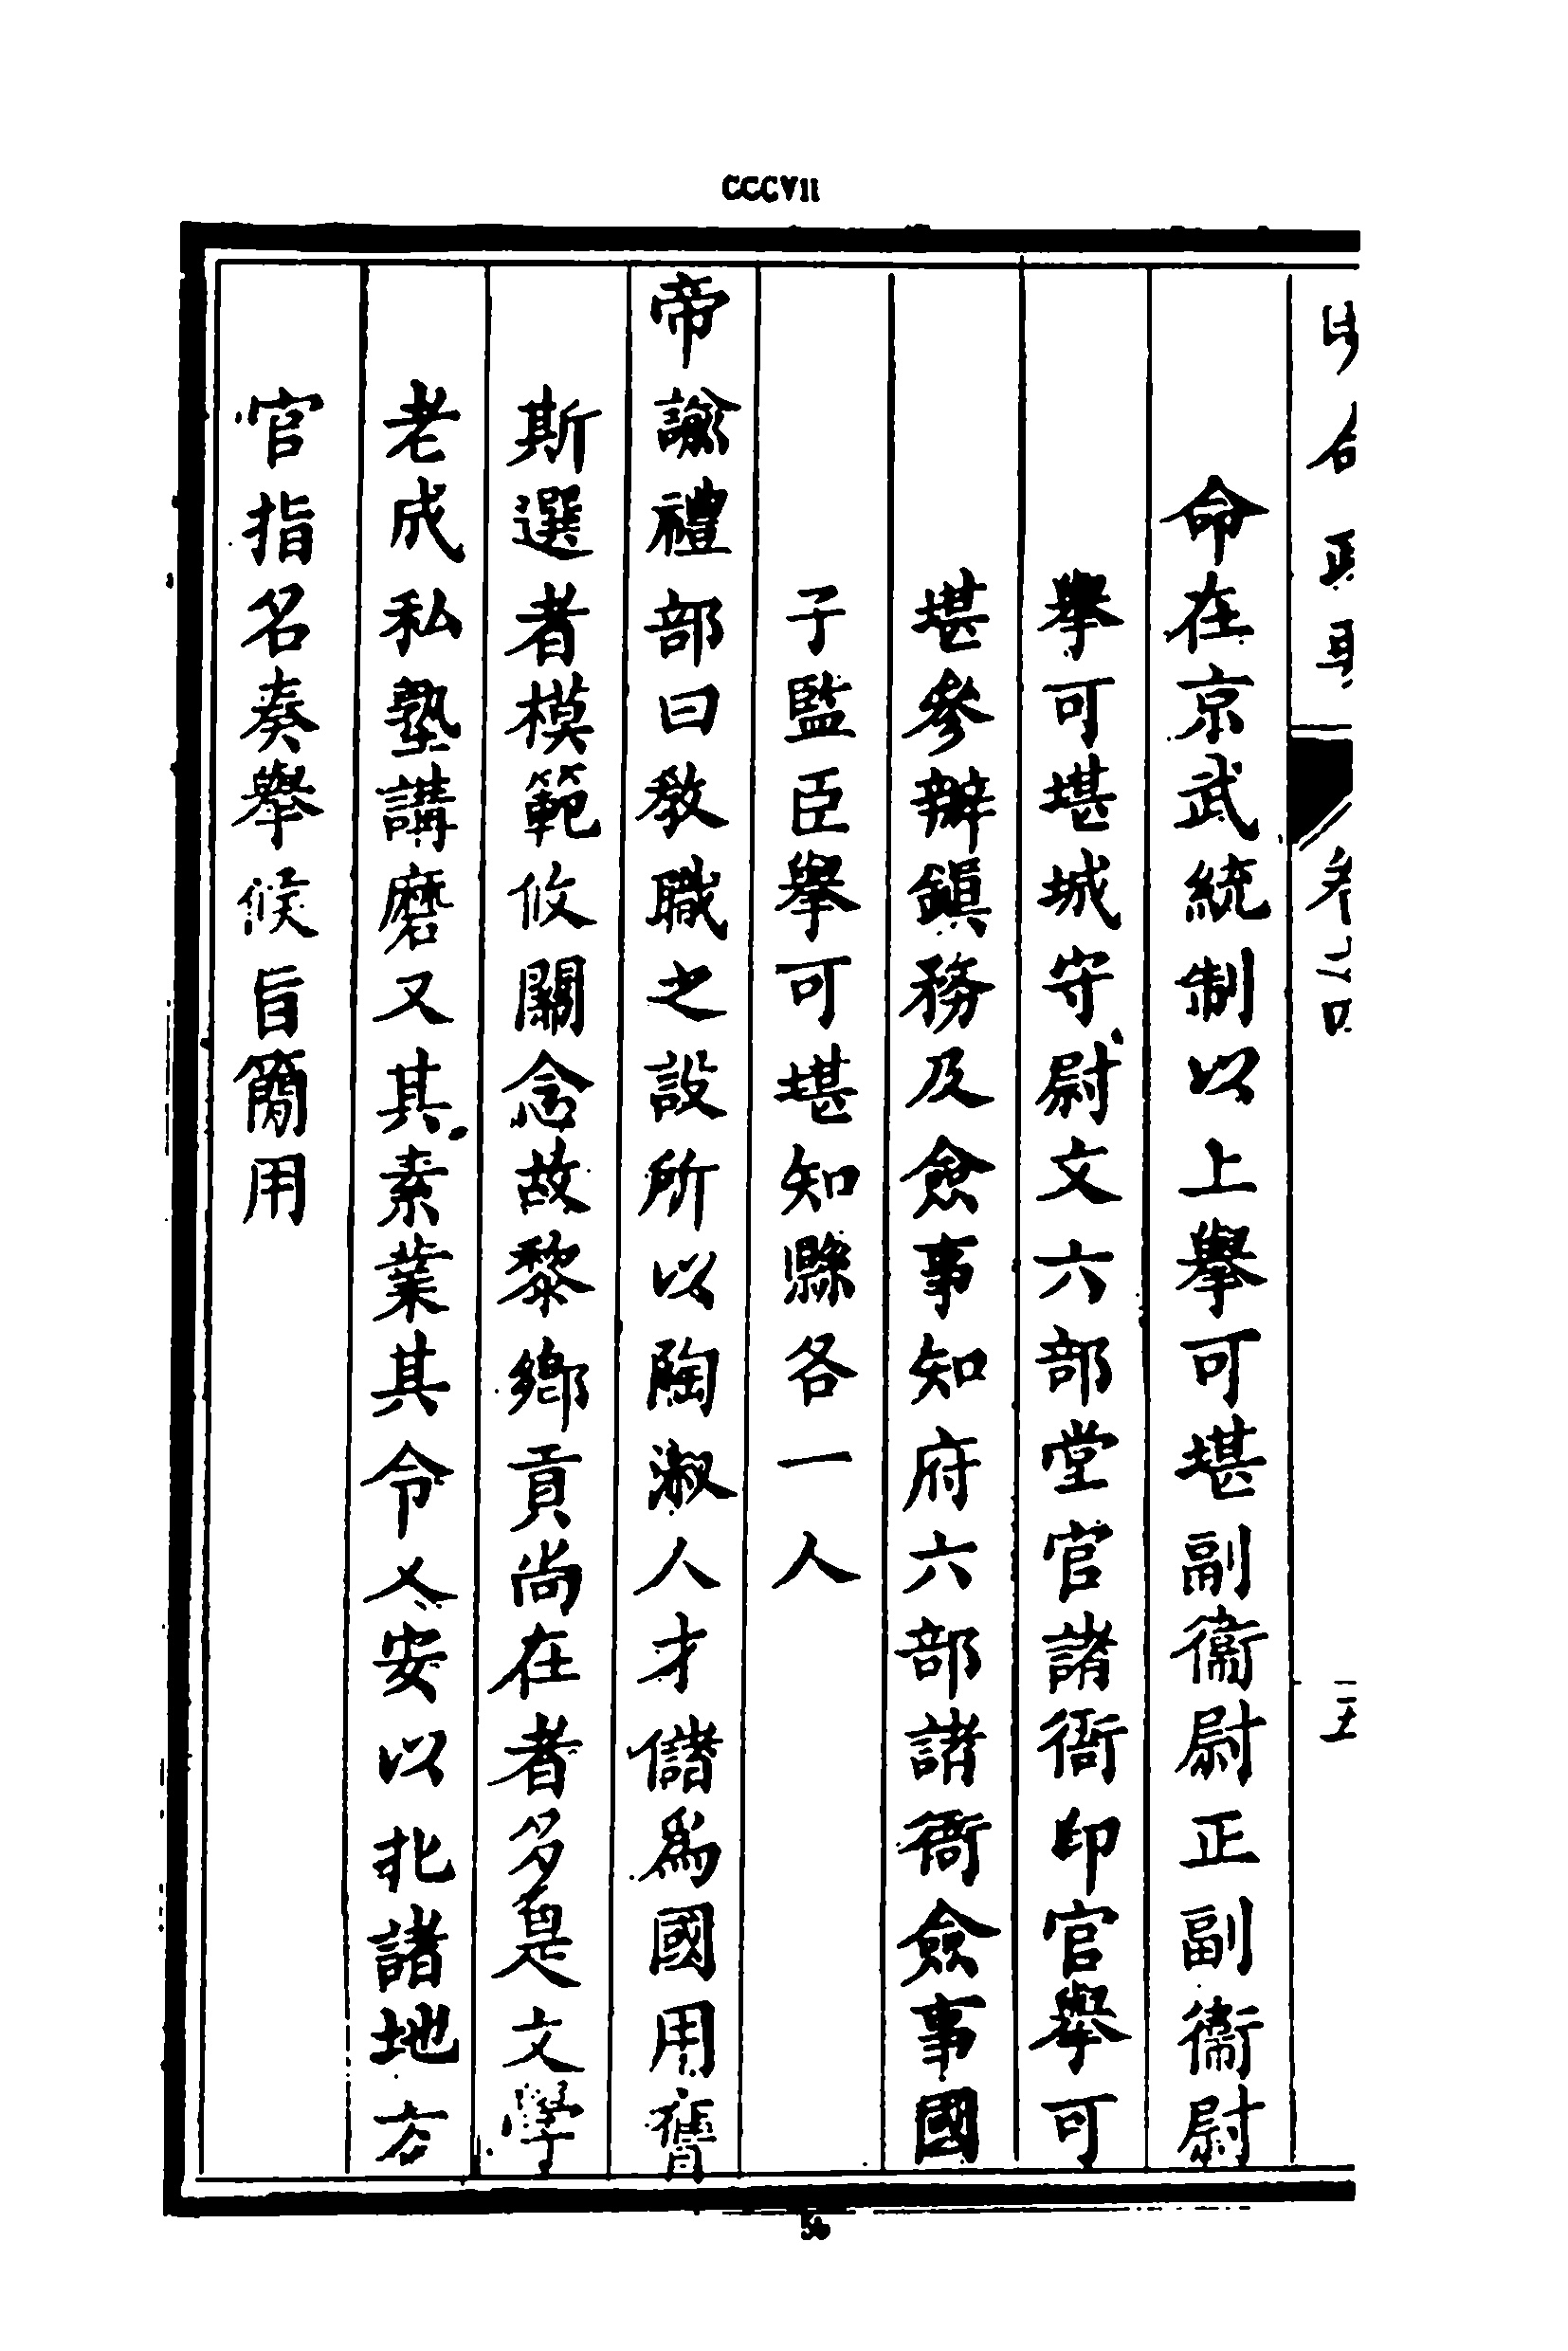 CCCVII
命在京武統制以上舉可堪副衞尉正副衞尉
舉可堪城守尉文六部堂官諸衙印官舉可
堪參辦鎭務及僉事知府六部諸衙僉事國
子監臣舉可堪知縣各一人
帝諭禮部曰敎職之設所以陶淑人才儲爲國用舊
斯選者模範攸關念故黎鄕貢尚在者多是文學
老成私塾講磨又其素業其令乂安以北諸地方
官指名奏舉候旨簡用
56